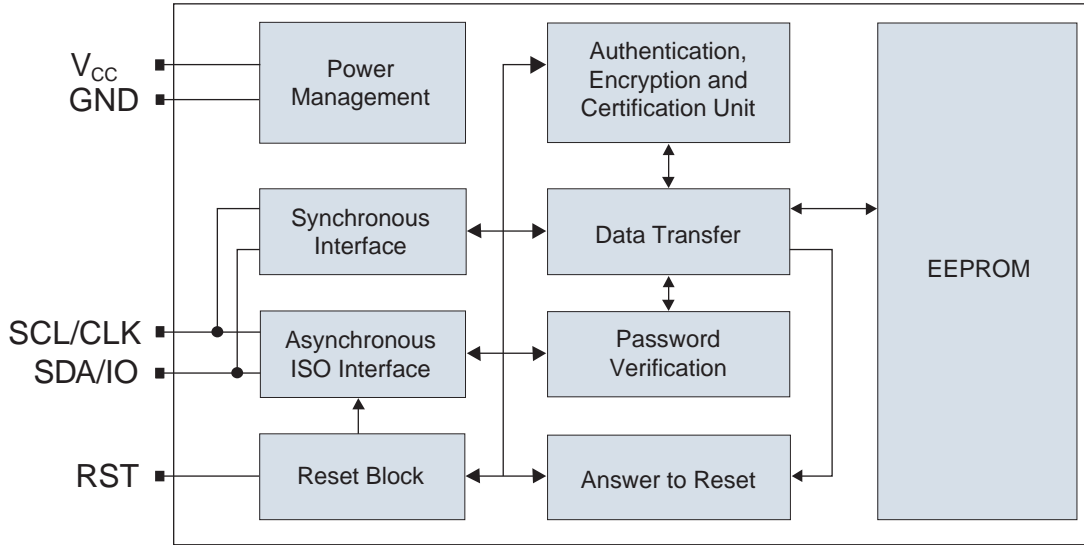 V_CC
GND
Power
Management
Authentication,
Encryption and
Certification Unit
Synchronous
Interface
Data Transfer
EEPROM
SCL/CLK
SDA/IO
Asynchronous
ISO Interface
Password
Verification
RST
Reset Block
Answer to Reset